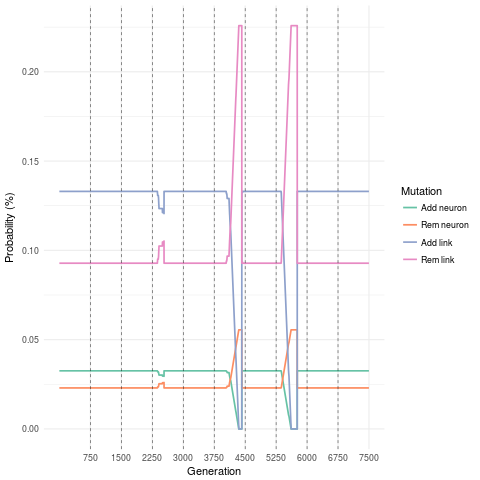 Probability (%)
0.20
0.15
0.10
0.05
0.00
750 1500 2250 3000 3750 4500 5250 6000 6750 7500
Generation
Mutation
Add neuron
Rem neuron
Add link
Rem link